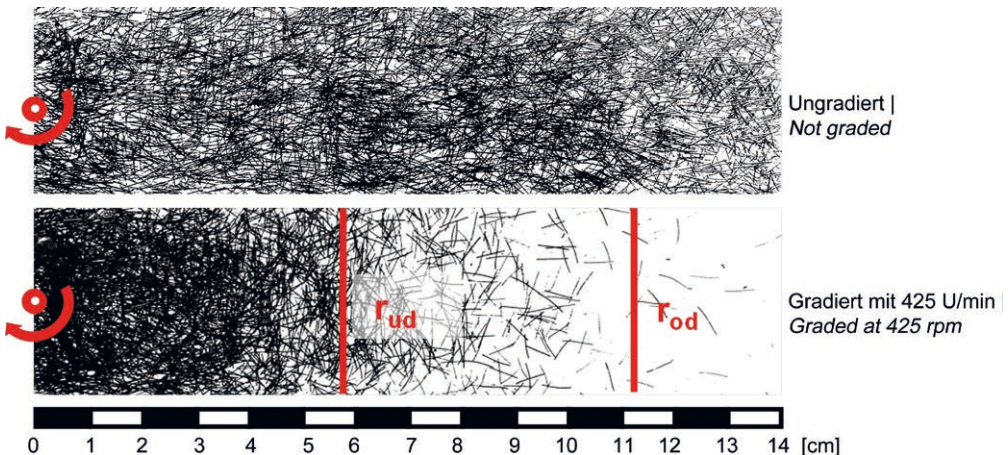 Ungradiert |
Not graded
r_ud
r_od
Gradiert mit 425 U/min |
Graded at 425 rpm
0 1 2 3 4 5 6 7 8 9 10 11 12 13 14 [cm]